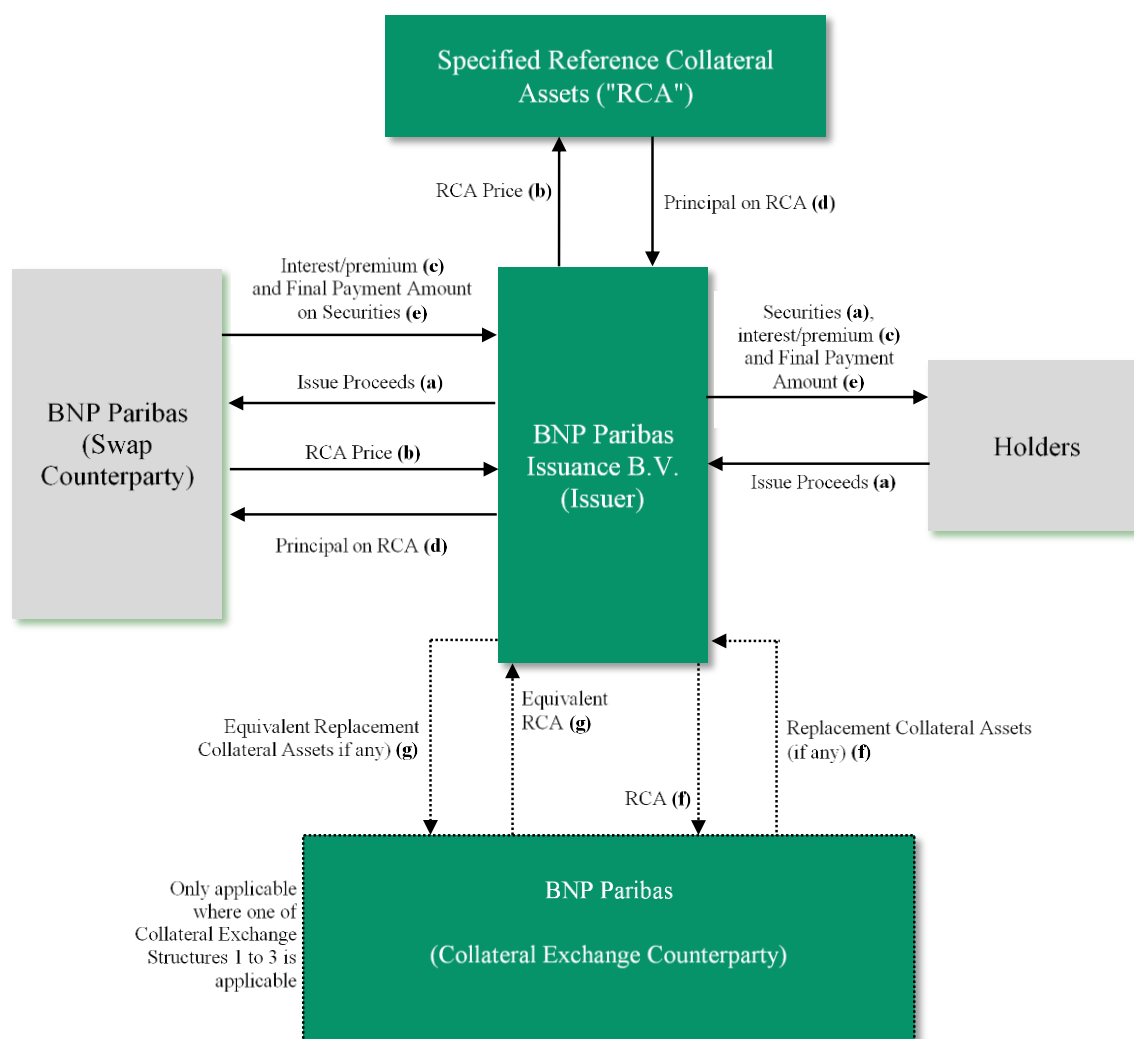 Specified Reference Collateral
Assets ("RCA")
RCA Price (b)
Principal on RCA (d)
Interest/premium (c)
and Final Payment Amount
on Securities (e)
Issue Proceeds (a)
RCA Price (b)
Principal on RCA (d)
BNP Paribas
(Swap
Counterparty)
BNP Paribas
Issuance B.V.
(Issuer)
Securities (a),
interest/premium (c)
and Final Payment
Amount (e)
Issue Proceeds (a)
Holders
Equivalent Replacement
Collateral Assets if any) (g)
Equivalent
RCA (g)
RCA (f)
Replacement Collateral Assets
(if any) (f)
Only applicable
where one of
Collateral Exchange
Structures 1 to 3 is
applicable
BNP Paribas
(Collateral Exchange Counterparty)